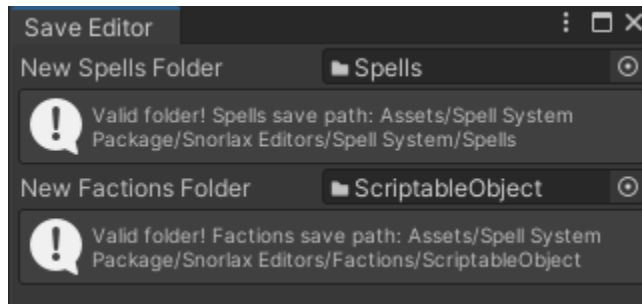 Save Editor
New Spells Folder
Spells
Valid folder! Spells save path: Assets/Spell System
Package/Snorlax Editors/Spell System/Spells
New Factions Folder
ScriptableObject
Valid folder! Factions save path: Assets/Spell System
Package/Snorlax Editors/Factions/ScriptableObject